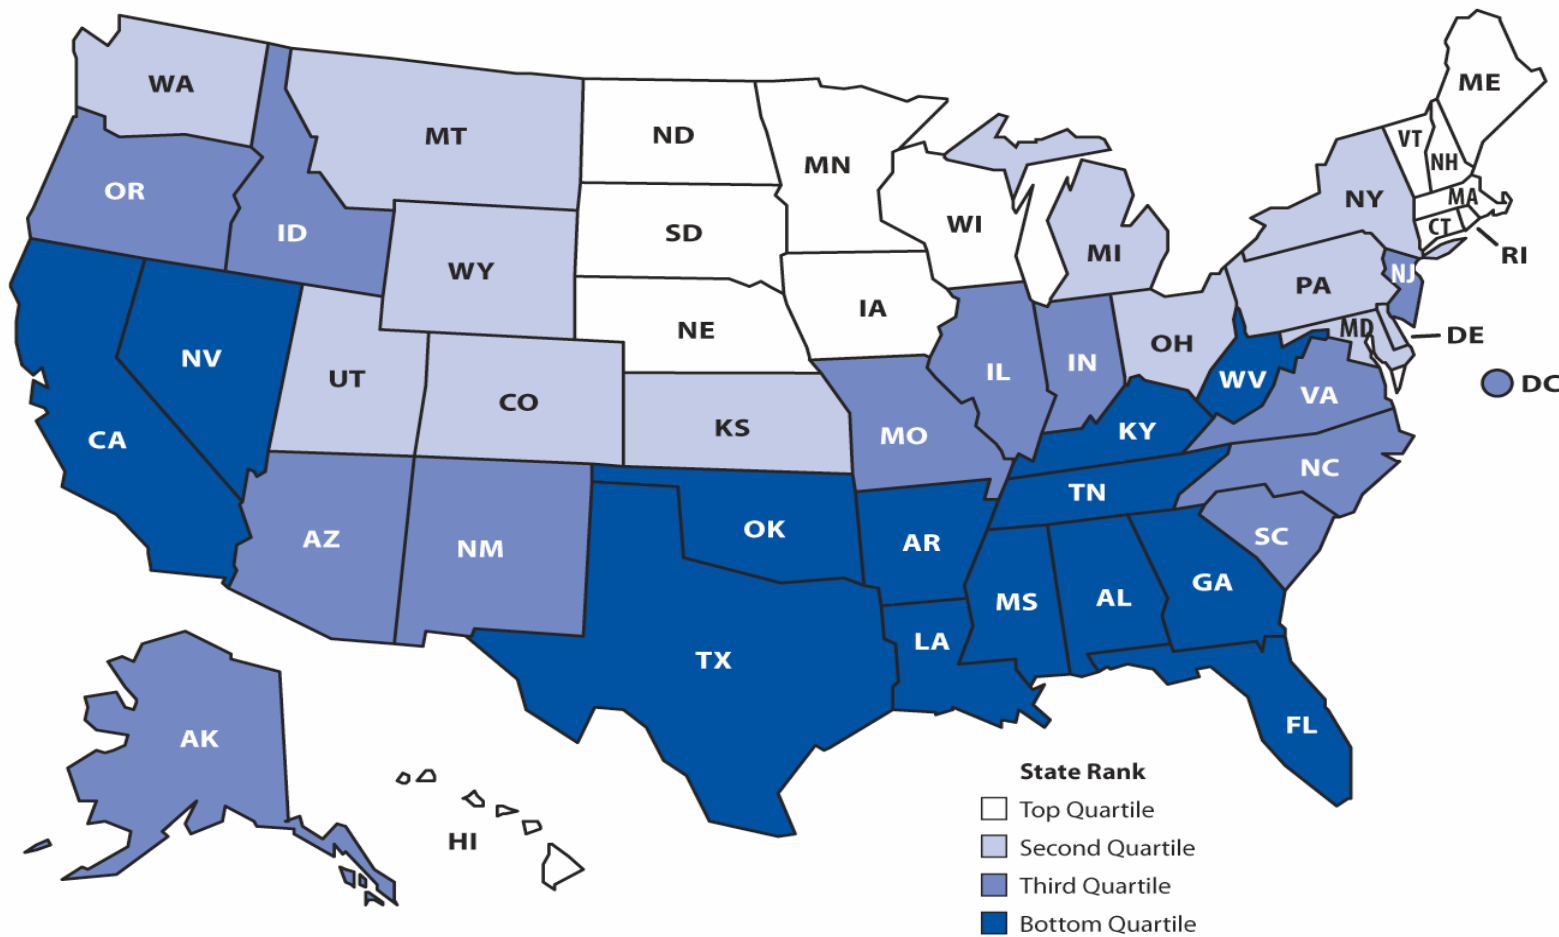 WA
MT
ND
MN
ME
VT
NH
OR
ID
WY
SD
WI
MI
NY
MA
CT
RI
NV
UT
CO
NE
IA
IL
IN
OH
PA
NJ
MD
DE
DC
CA
AZ
NM
KS
MO
KY
WV
VA
NC
TN
OK
AR
SC
MS
AL
GA
LA
TX
FL
AK
HI
State Rank
Top Quartile
Second Quartile
Third Quartile
Bottom Quartile